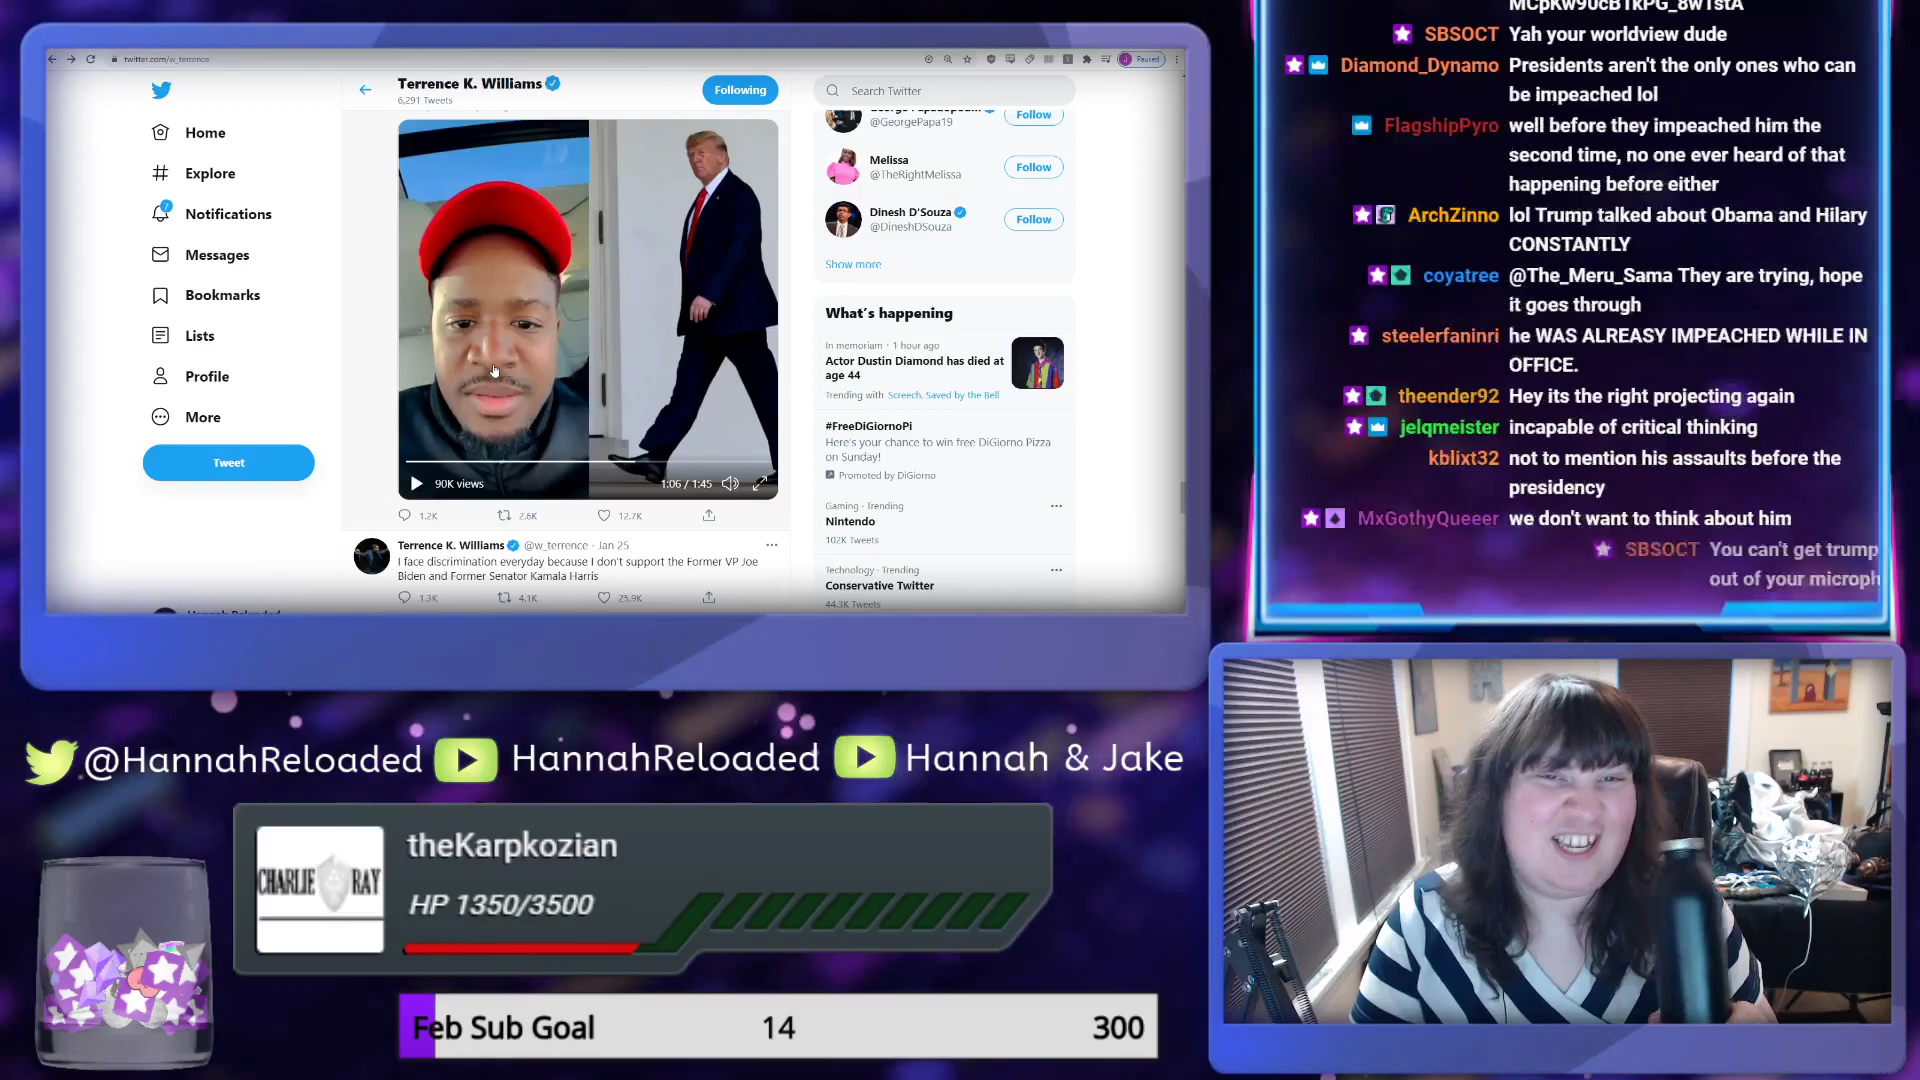 twitter.com/w_terrence
Paused
Terrence K. Williams
6,291 Tweets
Following
Search Twitter
Home
Explore
7
Notifications
Messages
Bookmarks
Lists
Profile
More
Tweet
90K views
1:06 / 1:45
1.2K
2.6K
12.7K
Terrence K. Williams @w_terrence · Jan 25
I face discrimination everyday because I don't support the Former VP Joe
Biden and Former Senator Kamala Harris
1.3K
4.1K
25.9K
@GeorgePapa19
Follow
Melissa
@TheRightMelissa
Follow
Dinesh D'Souza
@DineshDSouza
Follow
Show more
What's happening
In memoriam · 1 hour ago
Actor Dustin Diamond has died at
age 44
Trending with Screech, Saved by the Bell
#FreeDiGiornoPi
Here's your chance to win free DiGiorno Pizza
on Sunday!
Promoted by DiGiorno
Gaming · Trending
Nintendo
102K Tweets
Technology · Trending
Conservative Twitter
44.3K Tweets
SBSOCT Yah your worldview dude
Diamond_Dynamo Presidents aren't the only ones who can
be impeached lol
FlagshipPyro well before they impeached him the
second time, no one ever heard of that
happening before either
ArchZinno lol Trump talked about Obama and Hilary
CONSTANTLY
coyatree @The_Meru_Sama They are trying, hope
it goes through
steelerfaninri he WAS ALREASY IMPEACHED WHILE IN
OFFICE.
theender92 Hey its the right projecting again
jelqmeister incapable of critical thinking
kblixt32 not to mention his assaults before the
presidency
MxGothyQueeer we don't want to think about him
SBSOCT You can't get trump
out of your microph
@HannahReloaded HannahReloaded Hannah & Jake
CHARLIE RAY
theKarpkozian
HP 1350/3500
Feb Sub Goal 14 300